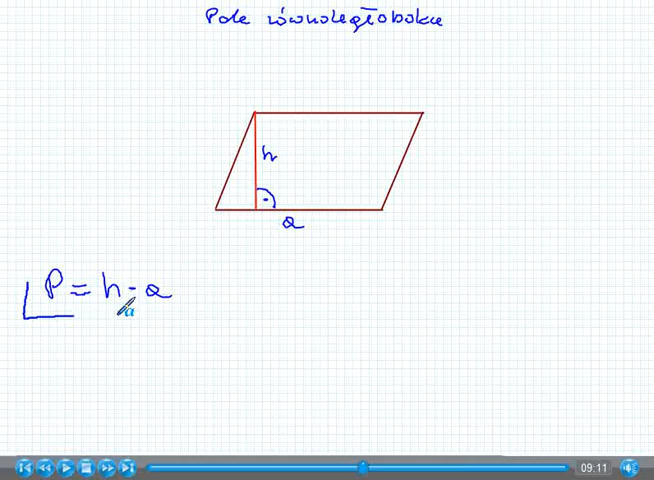 Pole równoległoboku
h
a
P = h · a
a
09:11